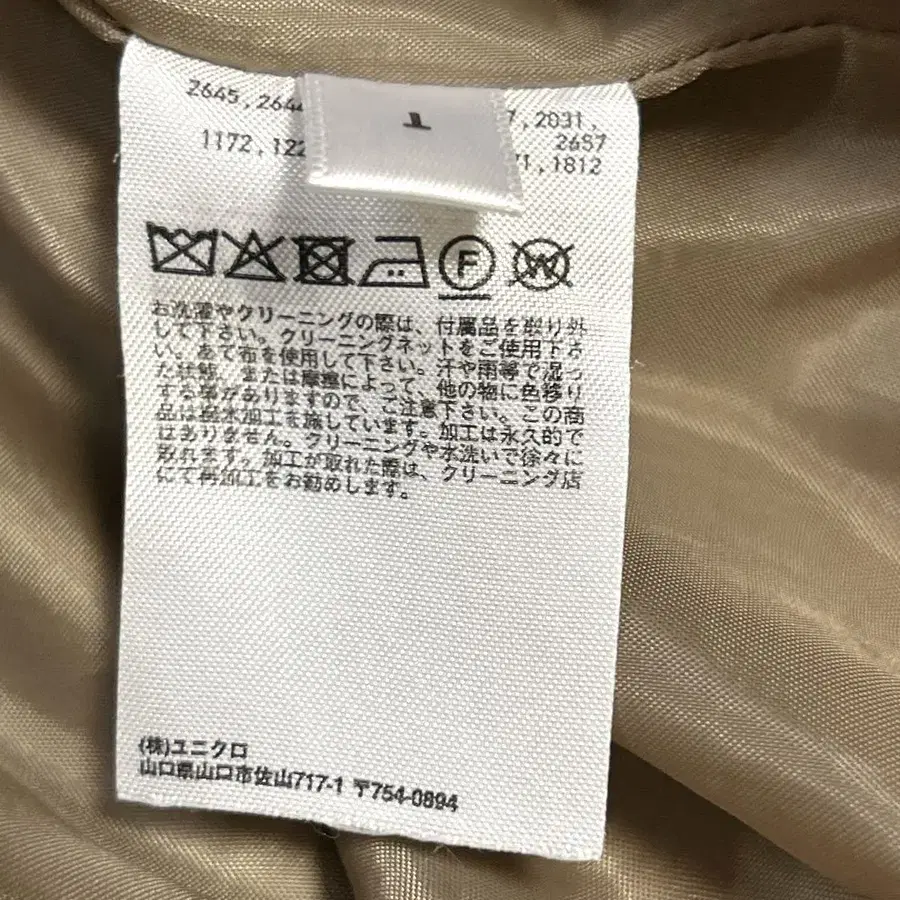 2645,264
7,2031,
2657
1172,122
71,1812
F
W
お洗濯やクリーニングの際は、付属品を取り外
して下さい。クリーニングネットをご使用下さ
い。あて布を使用して下さい。汗や雨等で湿っ
た状態、または摩擦によって、他の物に色移り
する事がありますので、ご注意下さい。この商
品は撥水加工を施しています。加工は永久的で
はありません。クリーニングや水洗いで徐々に
取れます。加工が取れた際は、クリーニング店
にて再加工をお勧めします。
(株)ユニクロ
山口県山口市佐山717-1 〒754-0894